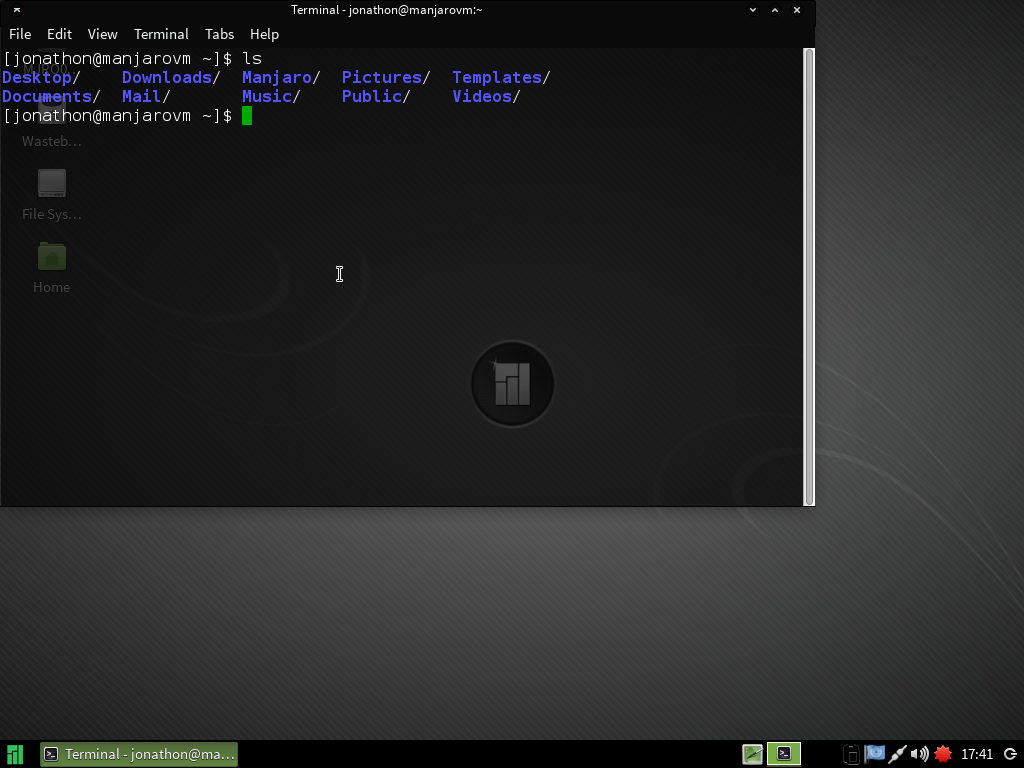 Terminal - jonathon@manjarovm:~
File Edit View Terminal Tabs Help
[jonathon@manjarovm ~]$ ls
Desktop/ Downloads/ Manjaro/ Pictures/ Templates/
Documents/ Mail/ Music/ Public/ Videos/
[jonathon@manjarovm ~]$
Wasteb...
File Sys...
Home
Terminal - jonathon@ma... 17:41